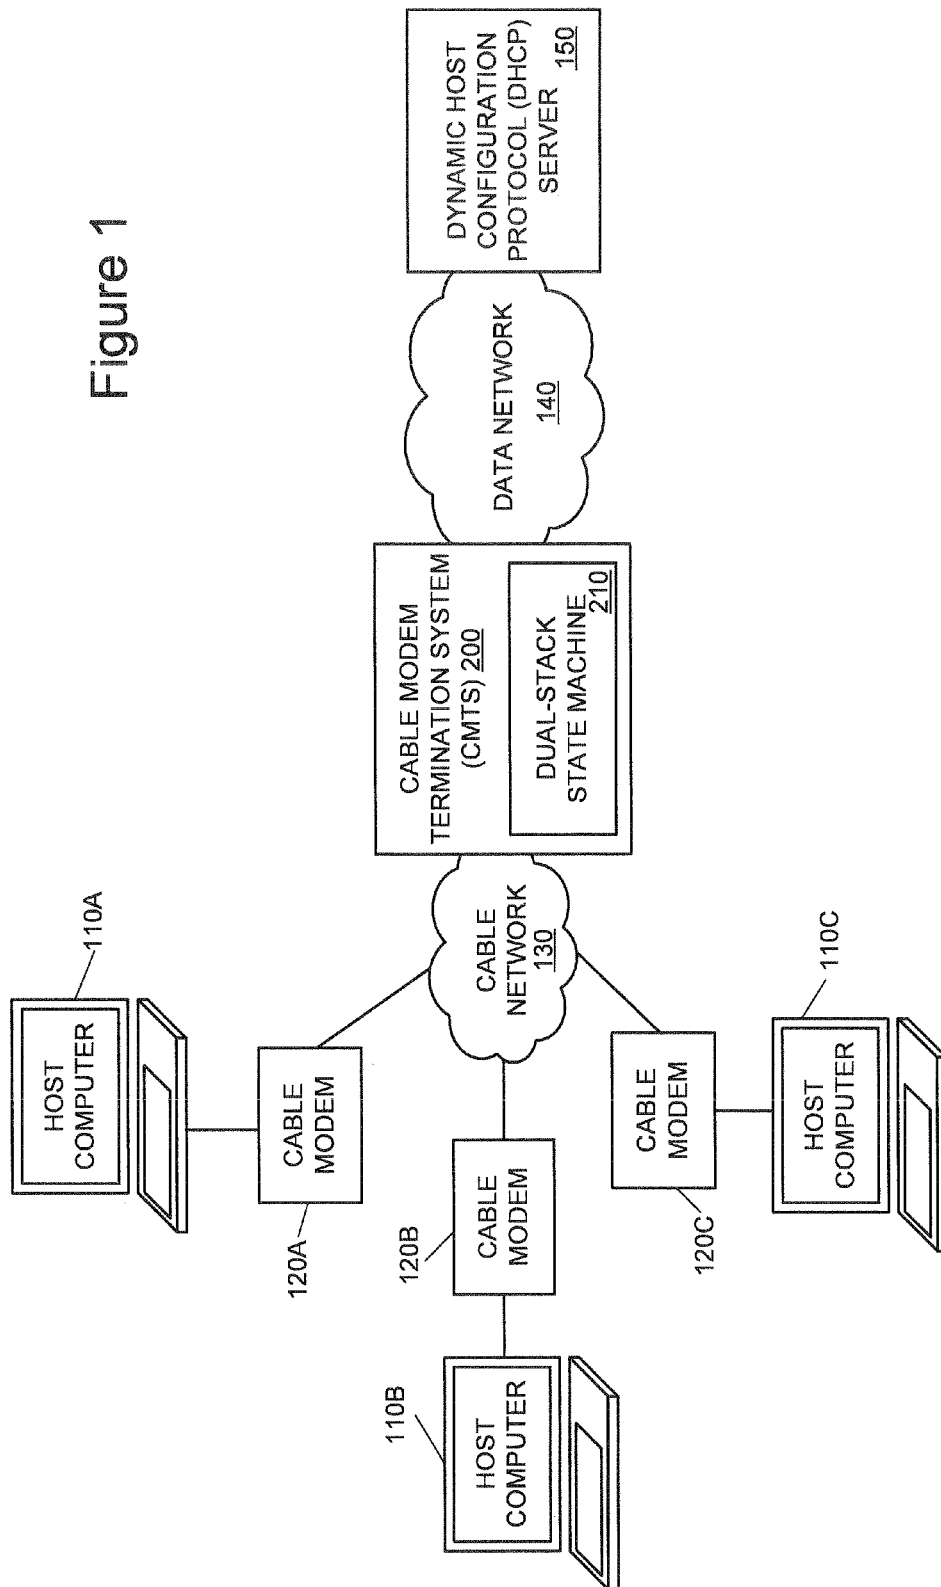 Figure 1
110A
HOST
COMPUTER
CABLE
MODEM
120A
110B
HOST
COMPUTER
120B
CABLE
MODEM
CABLE
NETWORK
130
CABLE MODEM
TERMINATION SYSTEM
(CMTS) 200
DUAL-STACK
STATE MACHINE
210
DATA NETWORK
140
DYNAMIC HOST
CONFIGURATION
PROTOCOL (DHCP)
SERVER
150
CABLE
MODEM
120C
110C
HOST
COMPUTER